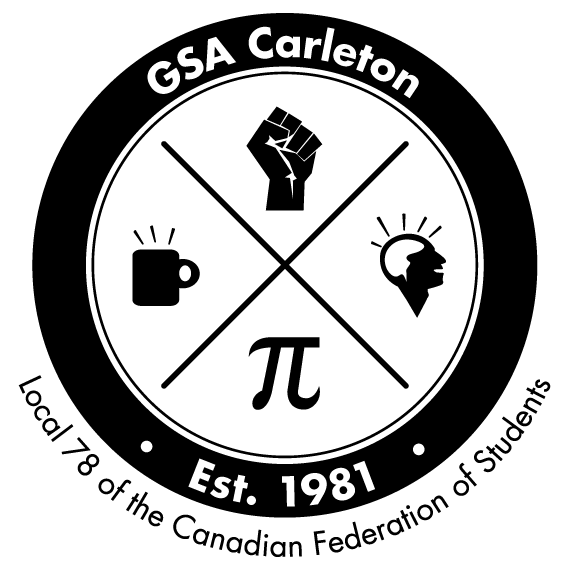 GSA Carleton
π
Est. 1981
Local 78 of the Canadian Federation of Students